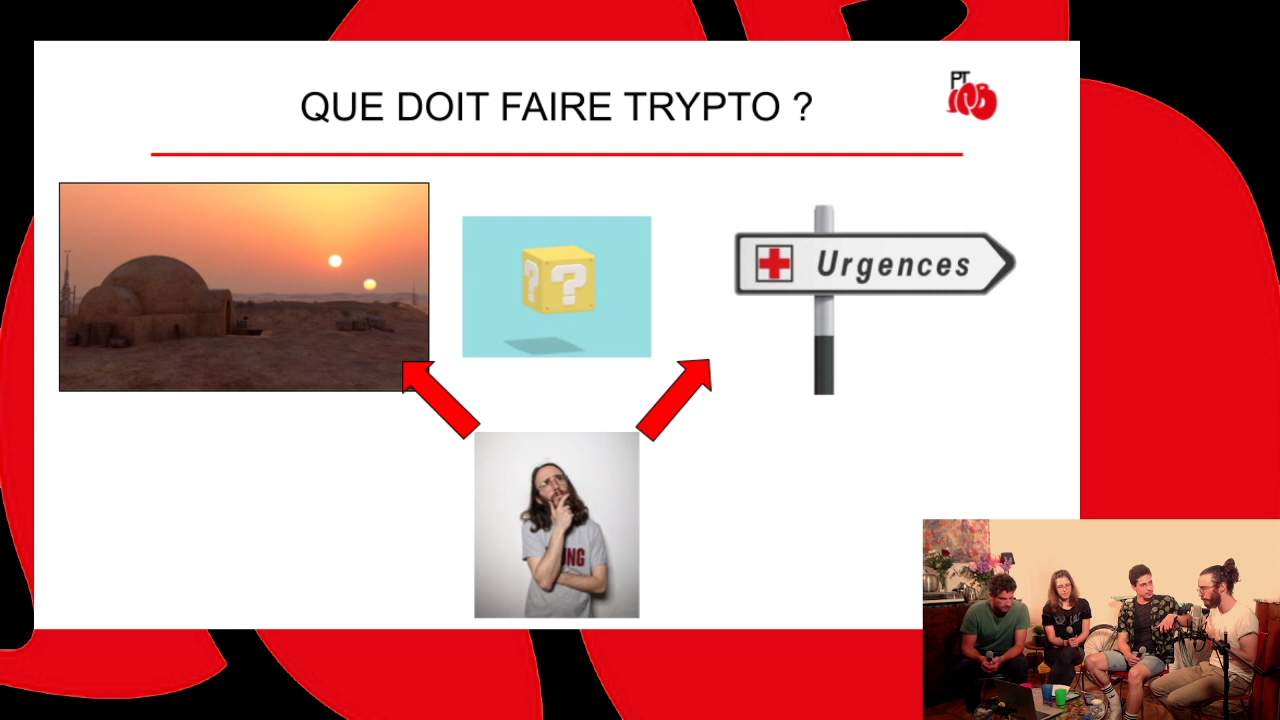 QUE DOIT FAIRE TRYPTO ?
PT
? ?
Urgences